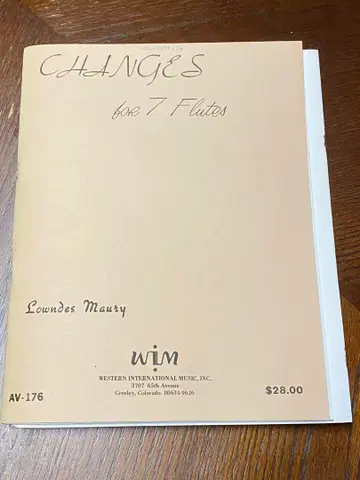 CHANGES
for 7 Flutes
Lowndes Maury
WIM
WESTERN INTERNATIONAL MUSIC, INC.
3707 65th Avenue
Greeley, Colorado 80634-9626
AV-176
$28.00